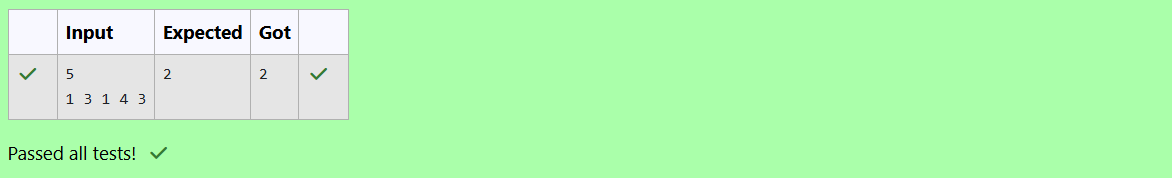 Input Expected Got
5 2 2
1 3 1 4 3
Passed all tests!